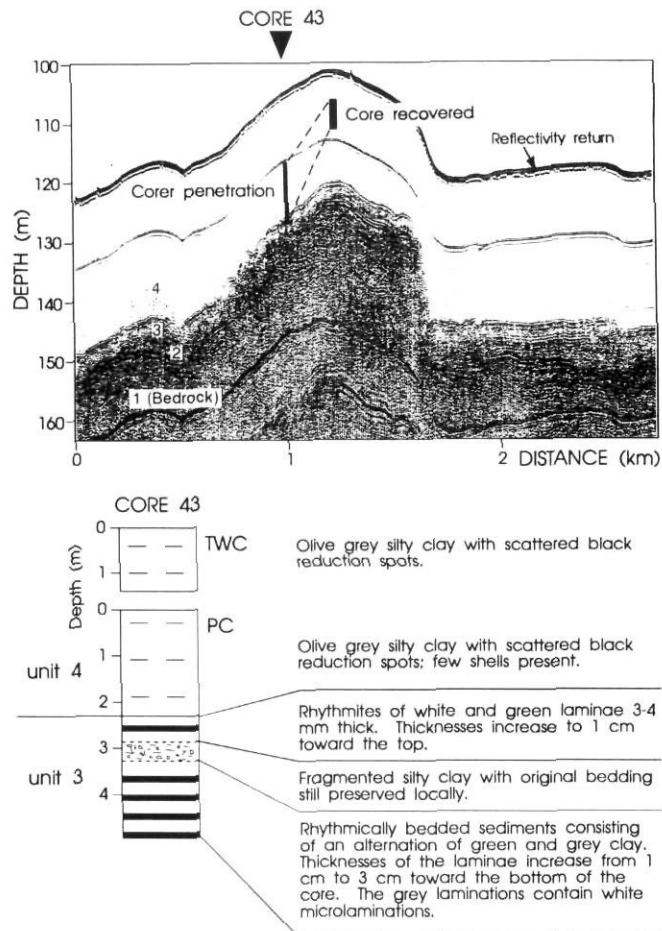 CORE 43
100
110
120
130
140
150
160
DEPTH (m)
Core recovered
Reflectivity return
Corer penetration
4
3
2
1 (Bedrock)
0
1
2
DISTANCE (km)
CORE 43
Depth (m)
0
1
TWC
Olive grey silty clay with scattered black
reduction spots.
0
1
2
3
4
PC
unit 4
unit 3
Olive grey silty clay with scattered black
reduction spots; few shells present.
Rhythmites of white and green laminae 3-4
mm thick. Thicknesses increase to 1 cm
toward the top.
Fragmented silty clay with original bedding
still preserved locally.
Rhythmically bedded sediments consisting
of an alternation of green and grey clay.
Thicknesses of the laminae increase from 1
cm to 3 cm toward the bottom of the
core. The grey laminations contain white
microlaminations.